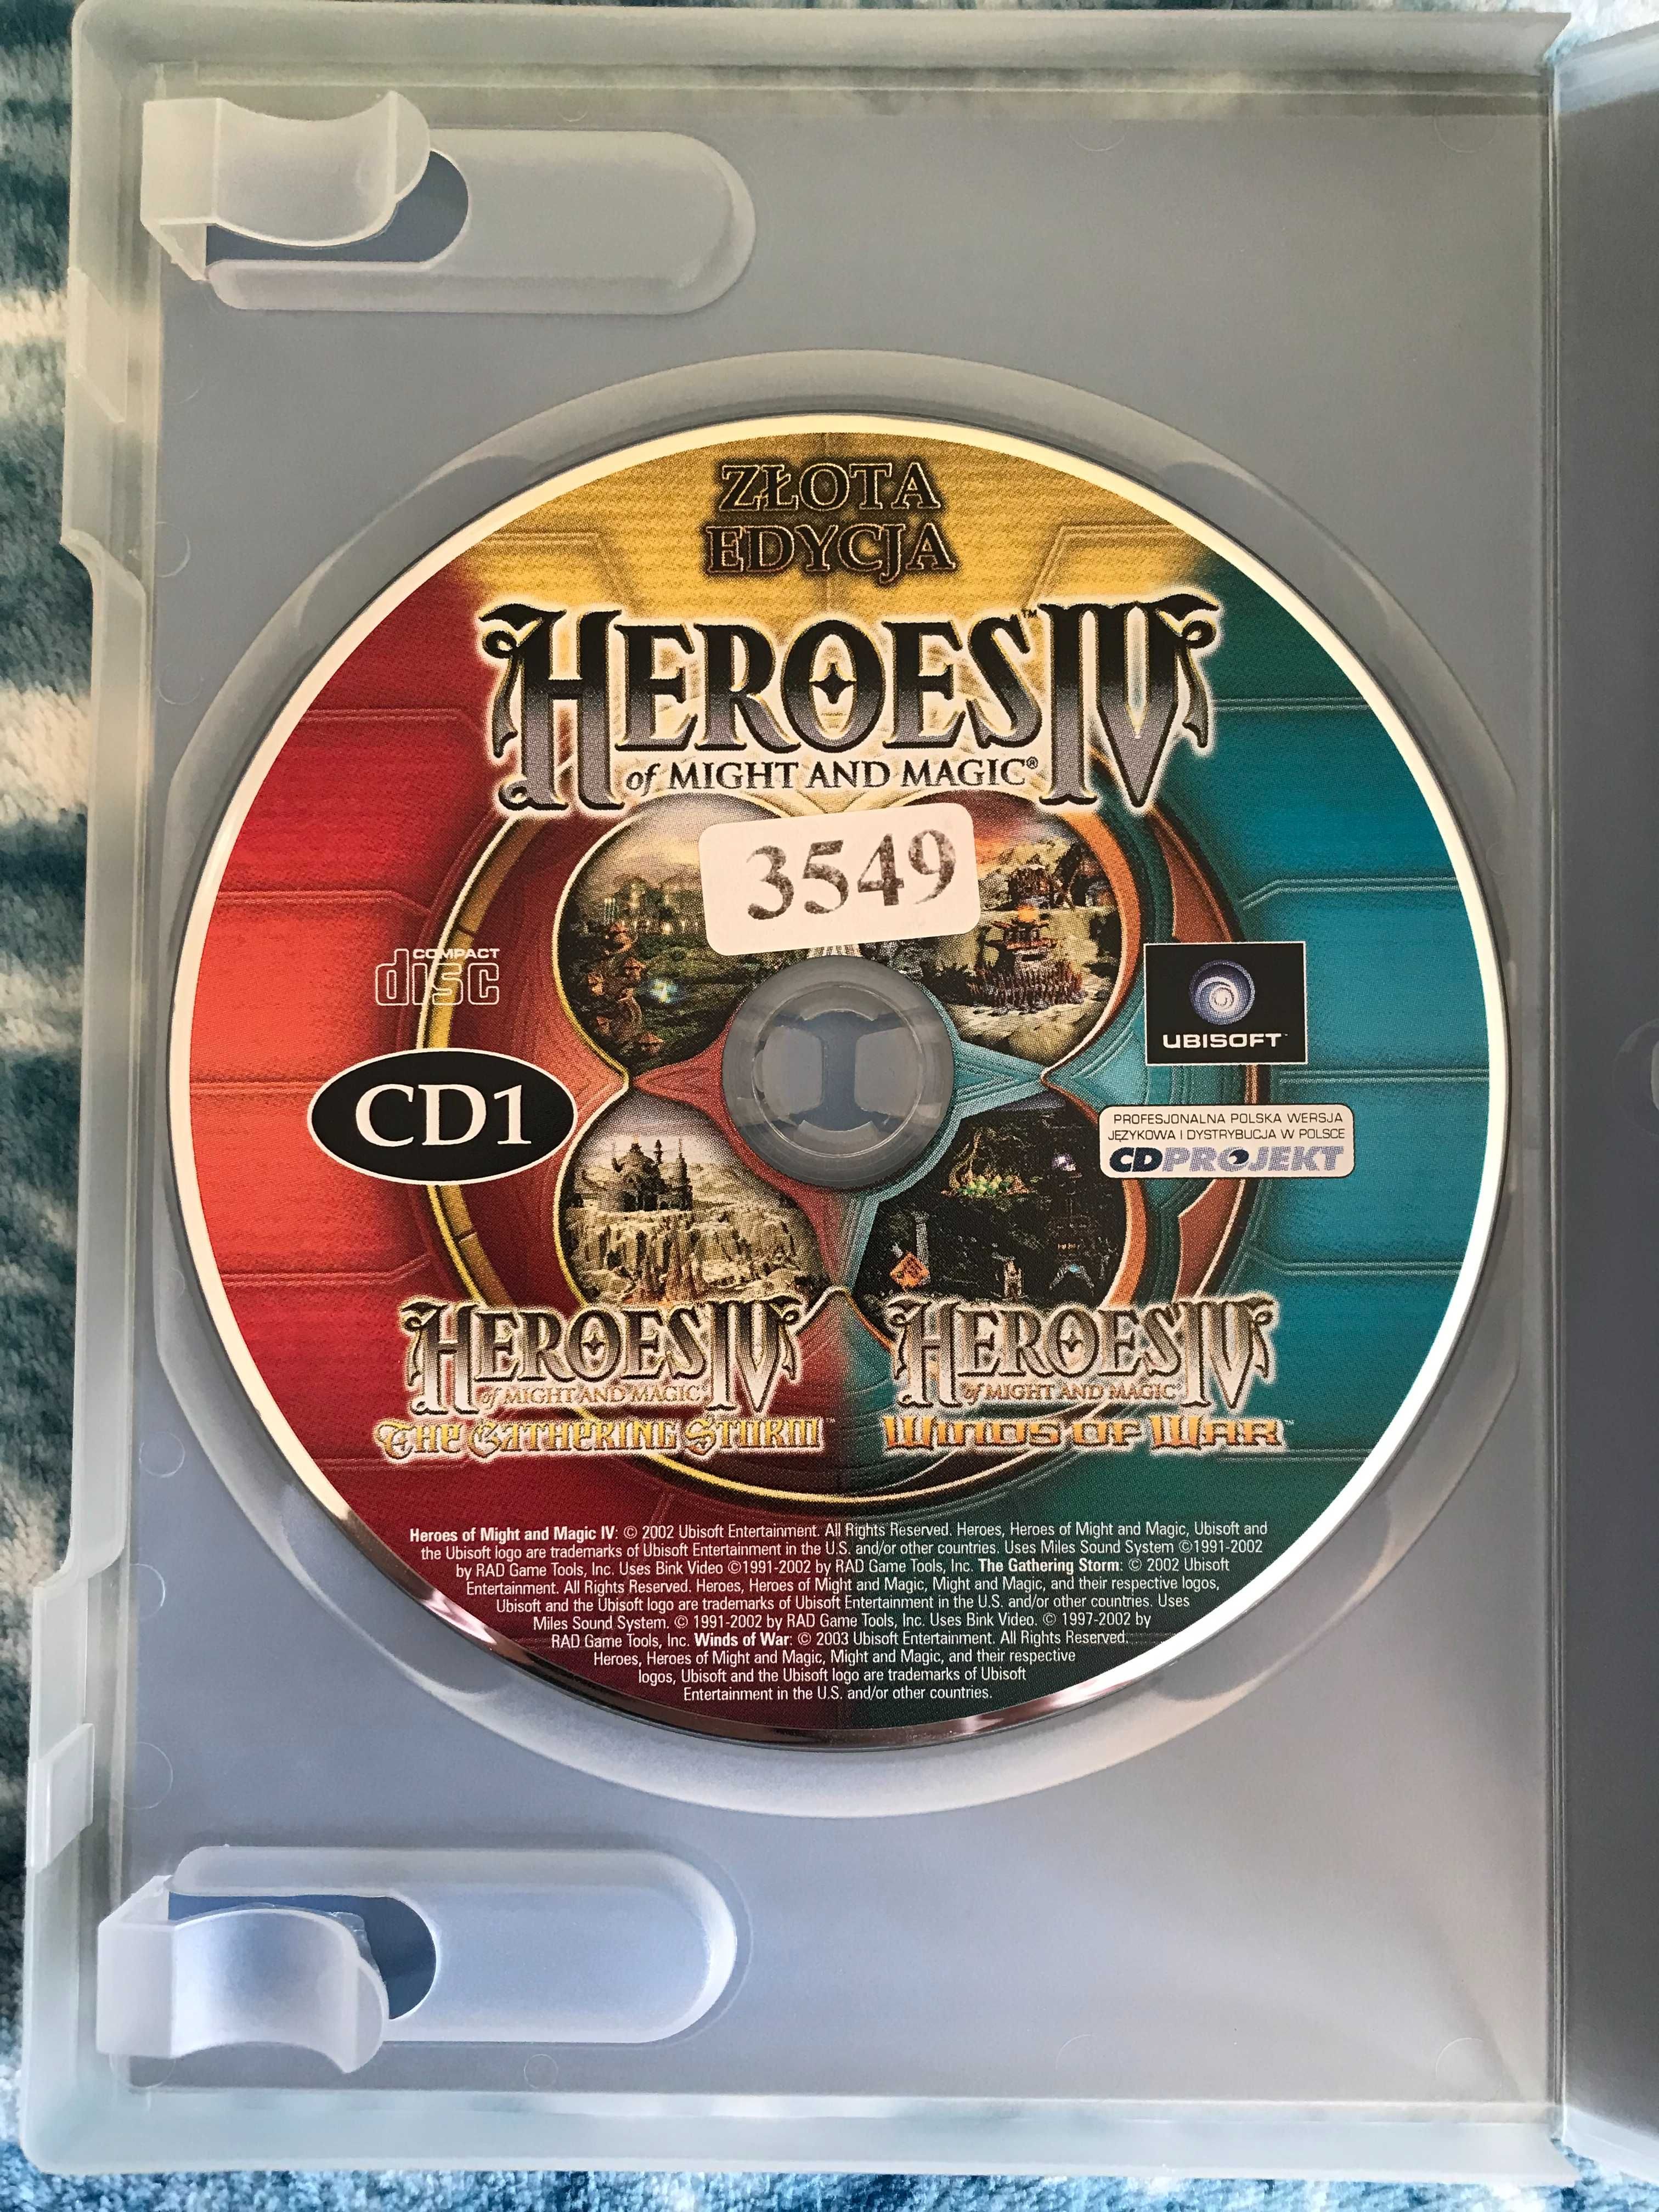 ZŁOTA
EDYCJA
HEROES™ IV
of MIGHT AND MAGIC®
3549
COMPACT
disc
UBISOFT™
CD1
PROFESJONALNA POLSKA WERSJA
JĘZYKOWA I DYSTRYBUCJA W POLSCE
CDPROJEKT
HEROES IV
of MIGHT AND MAGIC
THE GATHERING STORM™
HEROES IV
of MIGHT AND MAGIC
WINDS OF WAR™
Heroes of Might and Magic IV: © 2002 Ubisoft Entertainment. All Rights Reserved. Heroes, Heroes of Might and Magic, Ubisoft and
the Ubisoft logo are trademarks of Ubisoft Entertainment in the U.S. and/or other countries. Uses Miles Sound System ©1991-2002
by RAD Game Tools, Inc. Uses Bink Video ©1991-2002 by RAD Game Tools, Inc. The Gathering Storm: © 2002 Ubisoft
Entertainment. All Rights Reserved. Heroes, Heroes of Might and Magic, Might and Magic, and their respective logos,
Ubisoft and the Ubisoft logo are trademarks of Ubisoft Entertainment in the U.S. and/or other countries. Uses
Miles Sound System. © 1991-2002 by RAD Game Tools, Inc. Uses Bink Video. © 1997-2002 by
RAD Game Tools, Inc. Winds of War: © 2003 Ubisoft Entertainment. All Rights Reserved.
Heroes, Heroes of Might and Magic, Might and Magic, and their respective
logos, Ubisoft and the Ubisoft logo are trademarks of Ubisoft
Entertainment in the U.S. and/or other countries.